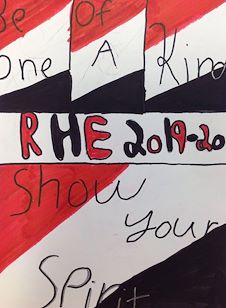 Be Of
One A Kind
RHE 2019-20
Show
Your
Spirit